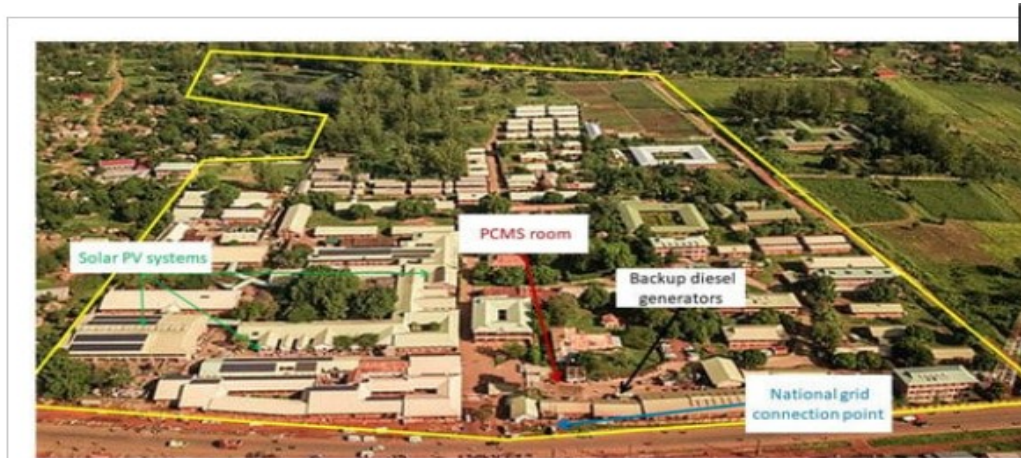 PCMS room
Solar PV systems
Backup diesel
generators
National grid
connection point